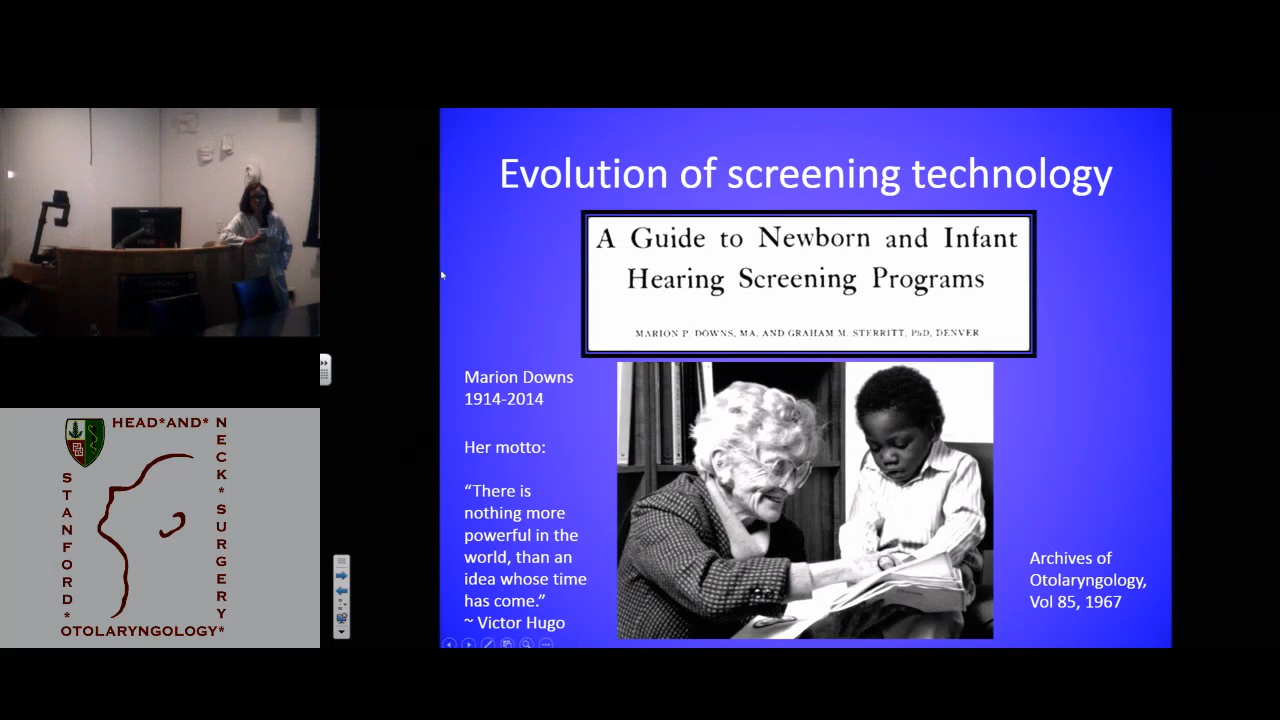 Evolution of screening technology
A Guide to Newborn and Infant
Hearing Screening Programs
MARION P. DOWNS, MA, AND GRAHAM M. STERRITT, PhD, DENVER
Marion Downs
1914-2014
Her motto:
“There is
nothing more
powerful in the
world, than an
idea whose time
has come.”
~ Victor Hugo
Archives of
Otolaryngology,
Vol 85, 1967
HEAD*AND*
NECK*SURGERY
STANFORD*
OTOLARYNGOLOGY*